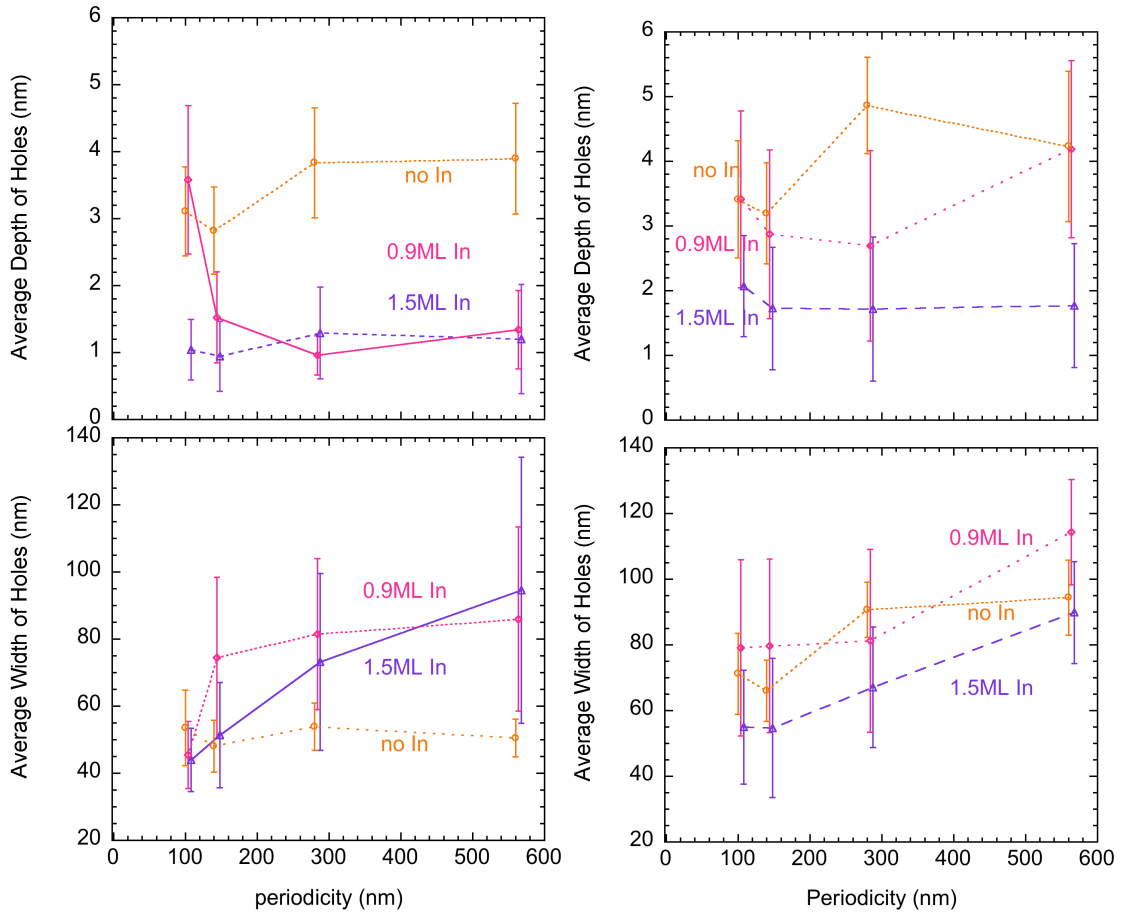 6
5
4
3
2
1
0
Average Depth of Holes (nm)
no In
0.9ML In
1.5ML In
6
5
4
3
2
1
0
Average Depth of Holes (nm)
no In
0.9ML In
1.5ML In
140
120
100
80
60
40
20
Average Width of Holes (nm)
0.9ML In
1.5ML In
no In
0 100 200 300 400 500 600
periodicity (nm)
140
120
100
80
60
40
20
Average Width of Holes (nm)
0.9ML In
no In
1.5ML In
0 100 200 300 400 500 600
Periodicity (nm)